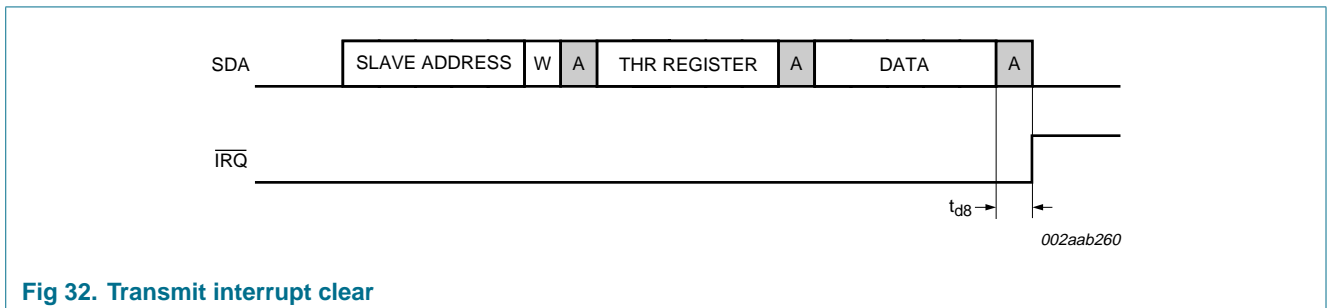 SDA SLAVE ADDRESS W A THR REGISTER A DATA A
IRQ
td8
002aab260
Fig 32. Transmit interrupt clear